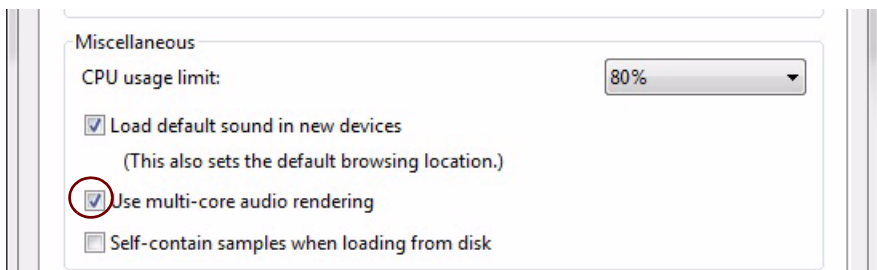 Miscellaneous
CPU usage limit:
80%
Load default sound in new devices
(This also sets the default browsing location.)
Use multi-core audio rendering
Self-contain samples when loading from disk